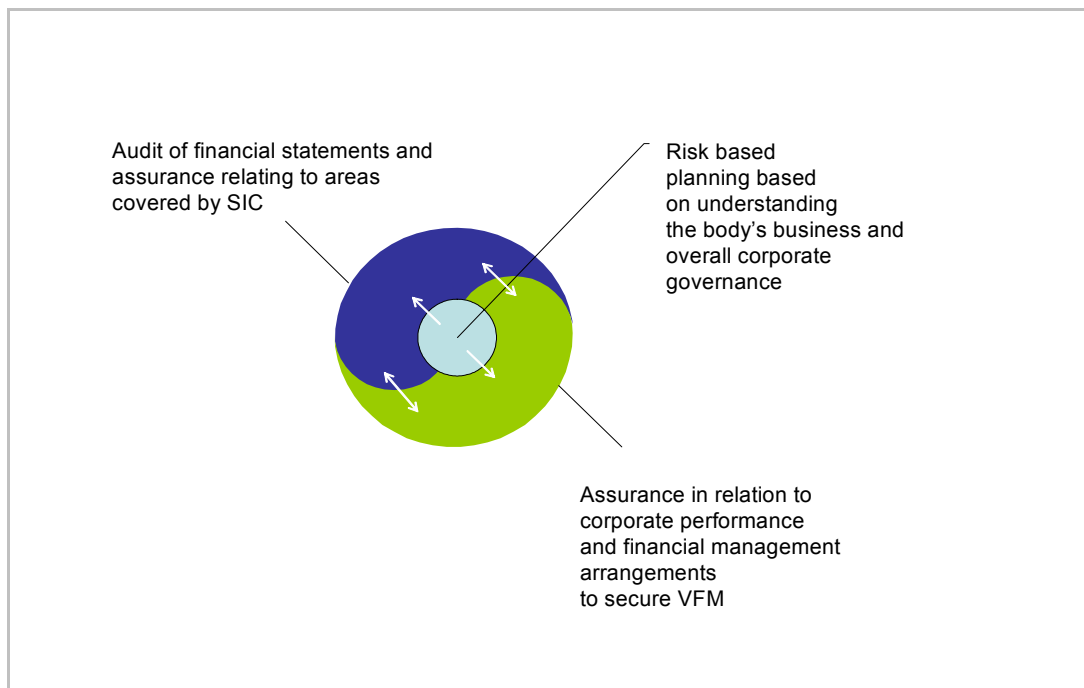 Audit of financial statements and
assurance relating to areas
covered by SIC
Risk based
planning based
on understanding
the body’s business and
overall corporate
governance
Assurance in relation to
corporate performance
and financial management
arrangements
to secure VFM